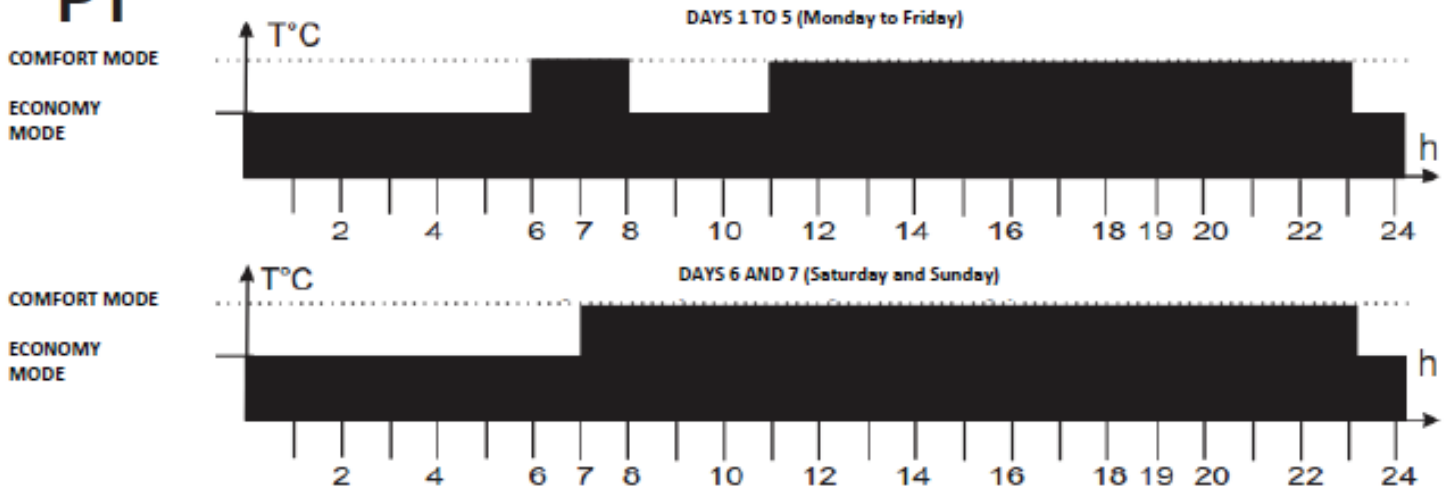 P1
DAYS 1 TO 5 (Monday to Friday)
T°C
COMFORT MODE
ECONOMY
MODE
h
2 4 6 7 8 10 12 14 16 18 19 20 22 24
DAYS 6 AND 7 (Saturday and Sunday)
T°C
COMFORT MODE
ECONOMY
MODE
h
2 4 6 7 8 10 12 14 16 18 19 20 22 24